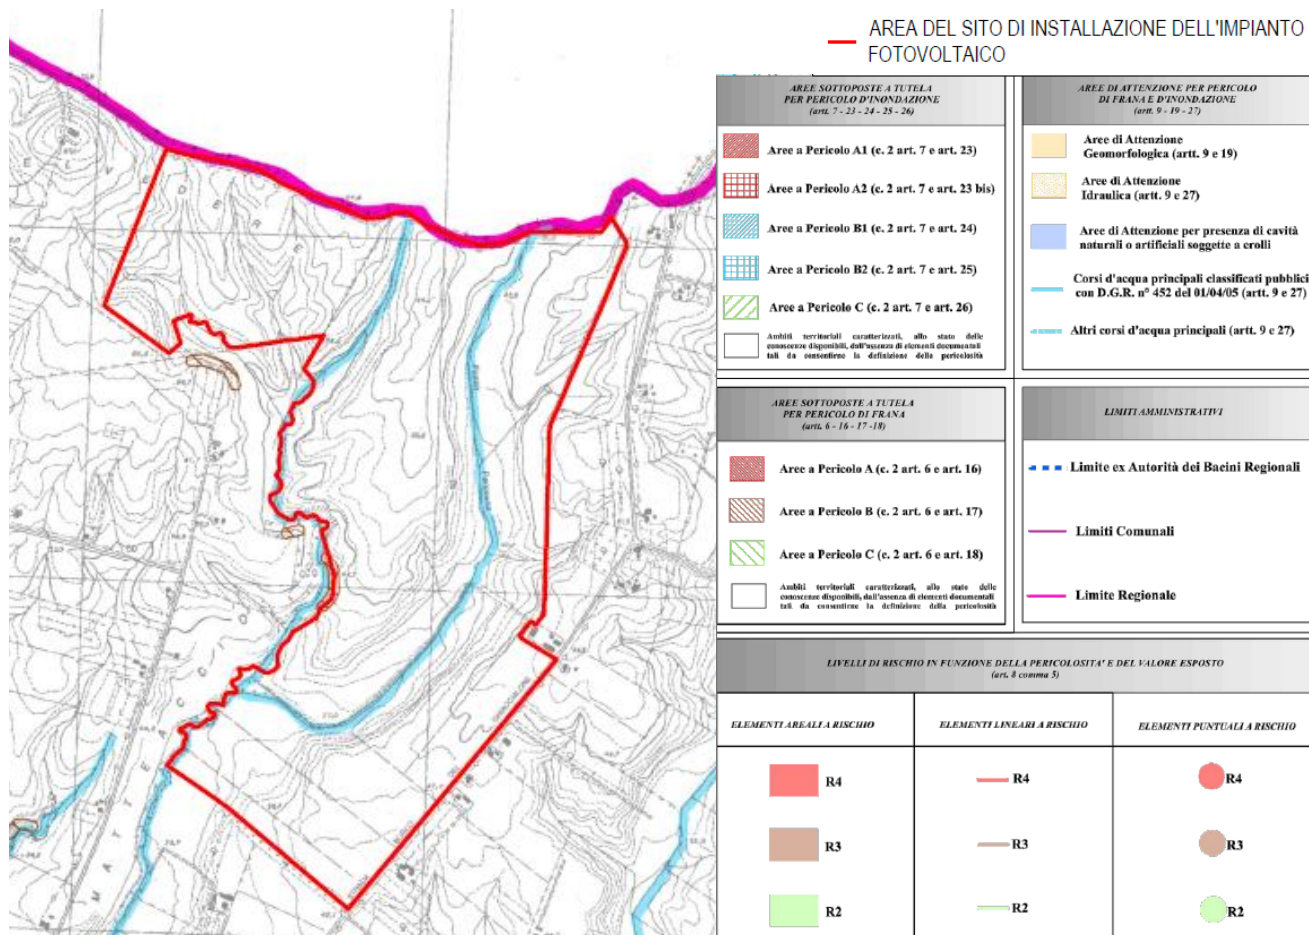 AREA DEL SITO DI INSTALLAZIONE DELL'IMPIANTO
FOTOVOLTAICO
AREE SOTTOPOSTE A TUTELA
PER PERICOLO D'INONDAZIONE
(artt. 7 - 23 - 24 - 25 - 26)
Aree a Pericolo A1 (c. 2 art. 7 e art. 23)
Aree a Pericolo A2 (c. 2 art. 7 e art. 23 bis)
Aree a Pericolo B1 (c. 2 art. 7 e art. 24)
Aree a Pericolo B2 (c. 2 art. 7 e art. 25)
Aree a Pericolo C (c. 2 art. 7 e art. 26)
Ambiti territoriali caratterizzati, allo stato delle
conoscenze disponibili, dall'assenza di elementi documentali
tali da consentirne la definizione della pericolosità
AREE DI ATTENZIONE PER PERICOLO
DI FRANA E D'INONDAZIONE
(artt. 9 - 19 - 27)
Aree di Attenzione
Geomorfologica (artt. 9 e 19)
Aree di Attenzione
Idraulica (artt. 9 e 27)
Aree di Attenzione per presenza di cavità
naturali o artificiali soggette a crolli
Corsi d'acqua principali classificati pubblici
con D.G.R. n° 452 del 01/04/05 (artt. 9 e 27)
Altri corsi d'acqua principali (artt. 9 e 27)
AREE SOTTOPOSTE A TUTELA
PER PERICOLO DI FRANA
(artt. 6 - 16 - 17 -18)
Aree a Pericolo A (c. 2 art. 6 e art. 16)
Aree a Pericolo B (c. 2 art. 6 e art. 17)
Aree a Pericolo C (c. 2 art. 6 e art. 18)
Ambiti territoriali caratterizzati, allo stato delle
conoscenze disponibili, dall'assenza di elementi documentali
tali da consentirne la definizione della pericolosità
LIMITI AMMINISTRATIVI
Limite ex Autorità dei Bacini Regionali
Limiti Comunali
Limite Regionale
LIVELLI DI RISCHIO IN FUNZIONE DELLA PERICOLOSITA' E DEL VALORE ESPOSTO
(art. 8 comma 5)
ELEMENTI AREALI A RISCHIO
ELEMENTI LINEARI A RISCHIO
ELEMENTI PUNTUALI A RISCHIO
R4
R4
R4
R3
R3
R3
R2
R2
R2